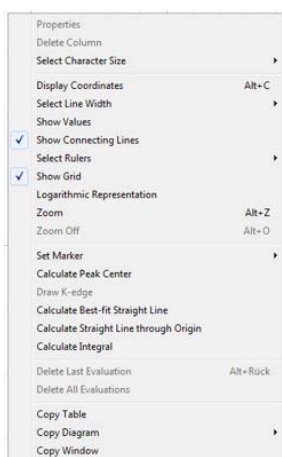 Properties
Delete Column
Select Character Size
Display Coordinates Alt+C
Select Line Width
Show Values
Show Connecting Lines
Select Rulers
Show Grid
Logarithmic Representation
Zoom Alt+Z
Zoom Off Alt+O
Set Marker
Calculate Peak Center
Draw K-edge
Calculate Best-fit Straight Line
Calculate Straight Line through Origin
Calculate Integral
Delete Last Evaluation Alt+Rück
Delete All Evaluations
Copy Table
Copy Diagram
Copy Window